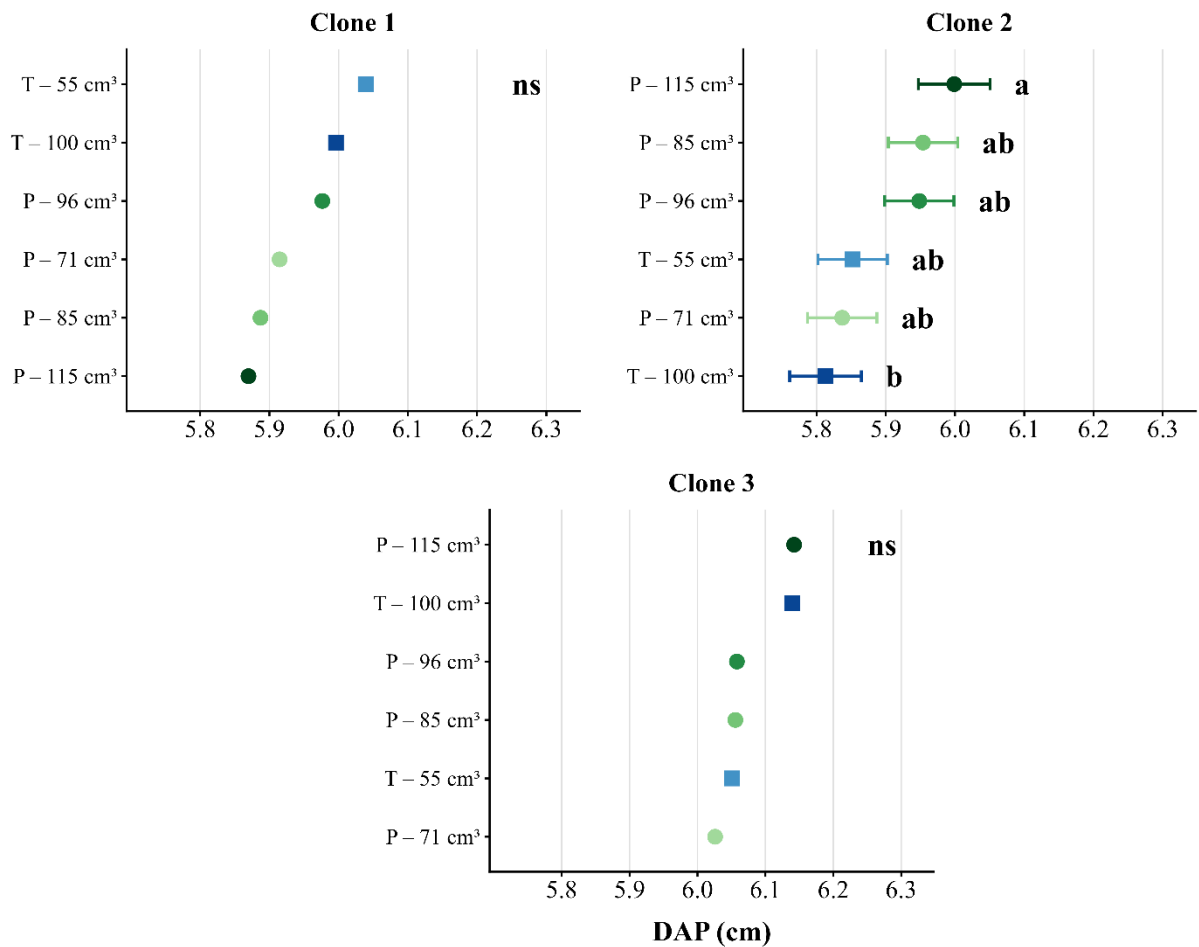 Clone 1
T – 55 cm³ ns
T – 100 cm³
P – 96 cm³
P – 71 cm³
P – 85 cm³
P – 115 cm³
5.8 5.9 6.0 6.1 6.2 6.3
Clone 2
P – 115 cm³ a
P – 85 cm³ ab
P – 96 cm³ ab
T – 55 cm³ ab
P – 71 cm³ ab
T – 100 cm³ b
5.8 5.9 6.0 6.1 6.2 6.3
Clone 3
P – 115 cm³ ns
T – 100 cm³
P – 96 cm³
P – 85 cm³
T – 55 cm³
P – 71 cm³
5.8 5.9 6.0 6.1 6.2 6.3
DAP (cm)